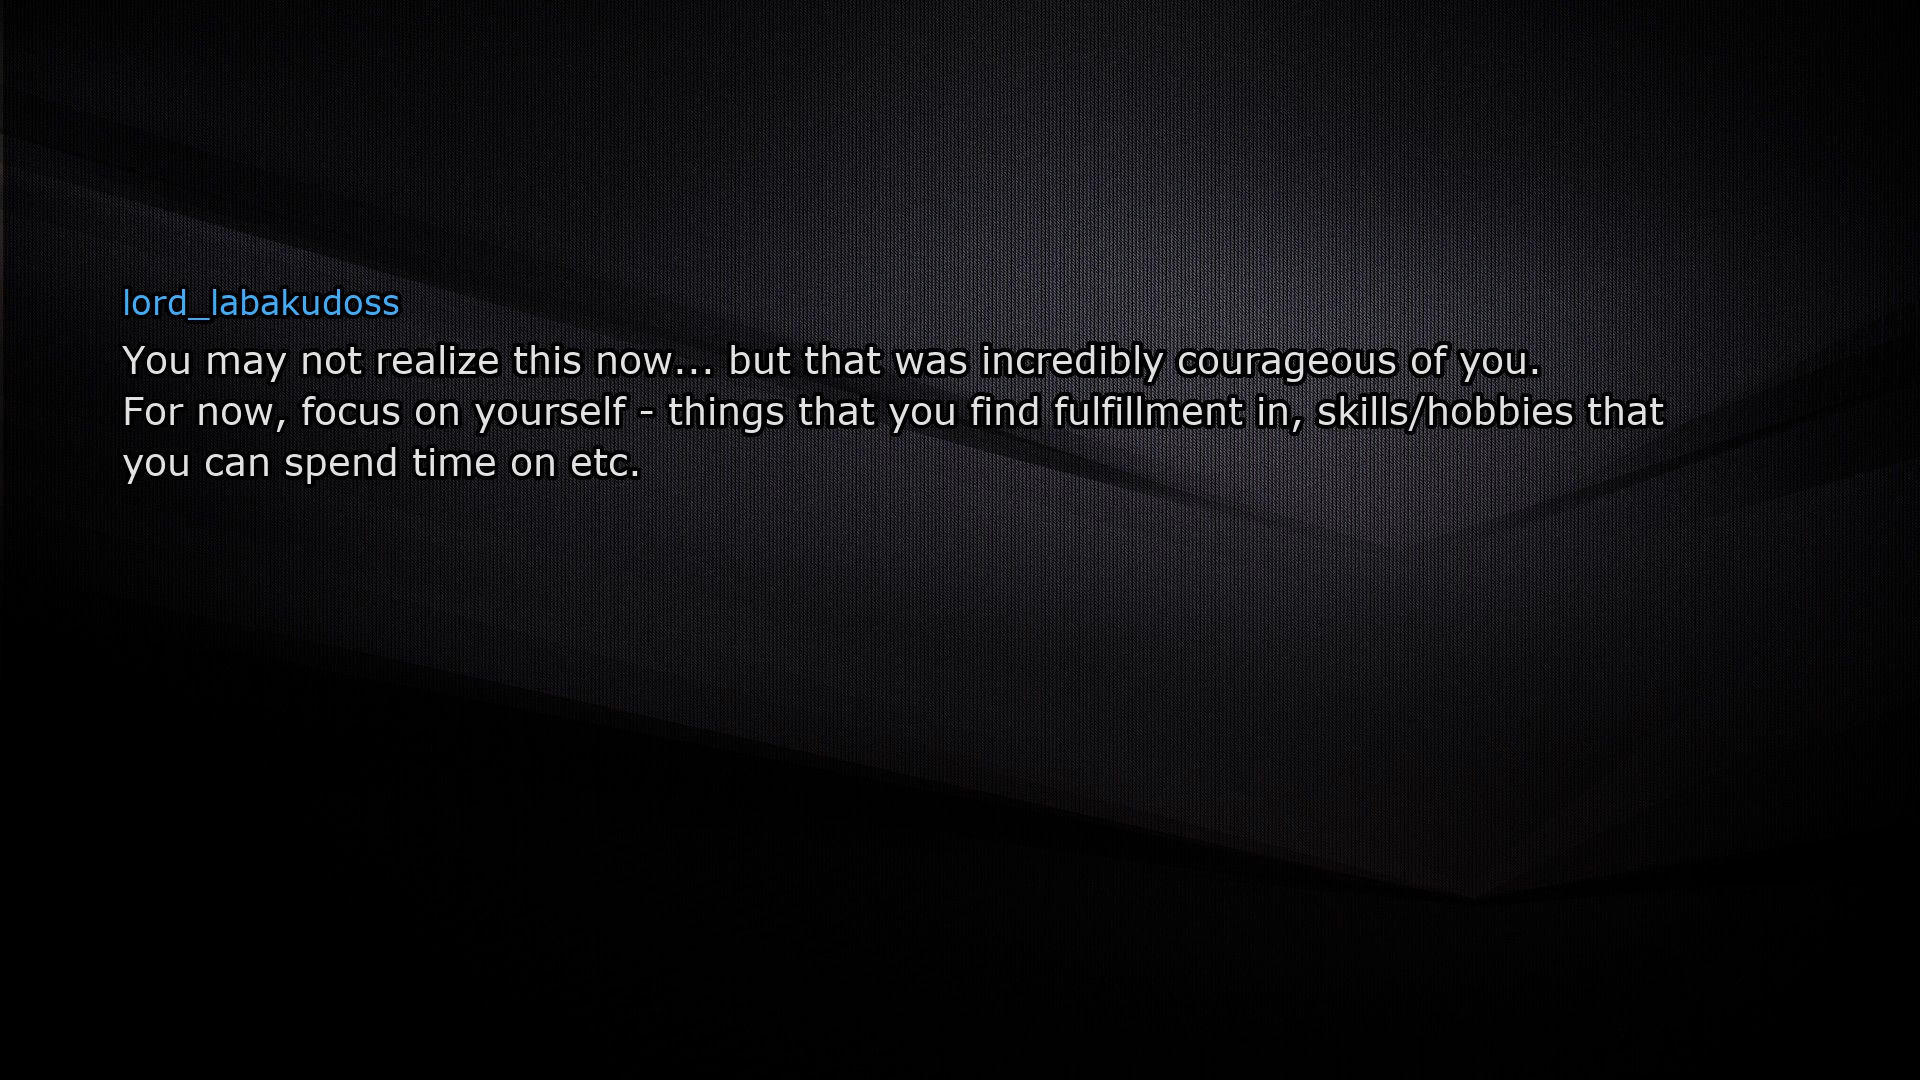 lord_labakudoss
You may not realize this now... but that was incredibly courageous of you.
For now, focus on yourself - things that you find fulfillment in, skills/hobbies that
you can spend time on etc.